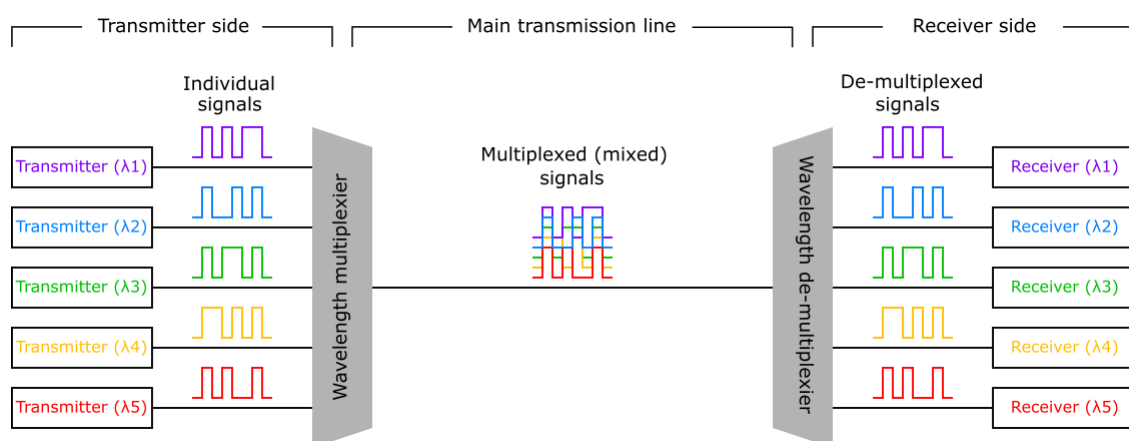 Transmitter side
Main transmission line
Receiver side
Individual
signals
De-multiplexed
signals
Multiplexed (mixed)
signals
Transmitter (λ1)
Transmitter (λ2)
Transmitter (λ3)
Transmitter (λ4)
Transmitter (λ5)
Wavelength multiplexier
Wavelength de-multiplexier
Receiver (λ1)
Receiver (λ2)
Receiver (λ3)
Receiver (λ4)
Receiver (λ5)